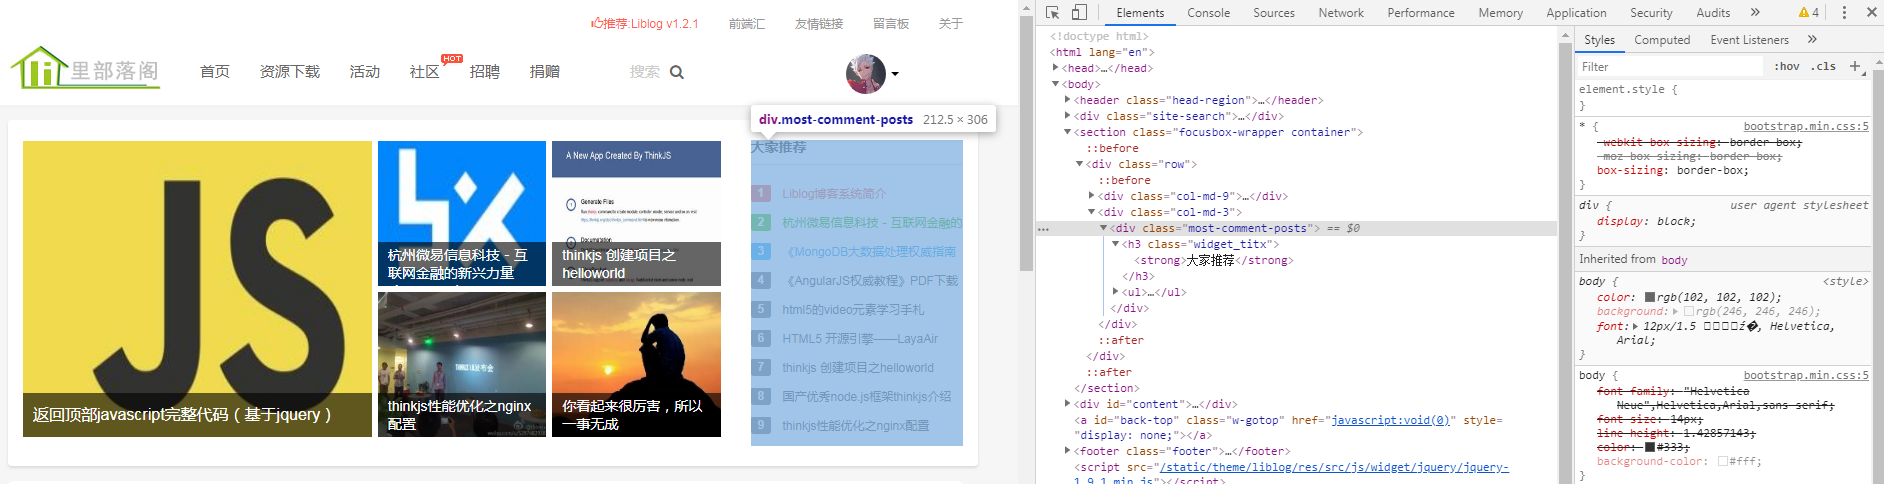 推荐:Liblog v1.2.1 前端汇 友情链接 留言板 关于
里部落阁 首页 资源下载 活动 社区 HOT 招聘 捐赠 搜索
div.most-comment-posts 212.5 × 306
大家推荐
1 Liblog博客系统简介
2 杭州微易信息科技 - 互联网金融的
3 《MongoDB大数据处理权威指南
4 《AngularJS权威教程》PDF下载
5 html5的video元素学习手札
6 HTML5 开源引擎——LayaAir
7 thinkjs 创建项目之helloworld
8 国产优秀node.js框架thinkjs介绍
9 thinkjs性能优化之nginx配置
JS
返回顶部javascript完整代码（基于jquery）
杭州微易信息科技 - 互
联网金融的新兴力量
A New App Created By ThinkJS
Generate Files
Documentation
thinkjs 创建项目之
helloworld
thinkjs性能优化之nginx
配置
你看起来很厉害，所以
一事无成
Elements Console Sources Network Performance Memory Application Security Audits » 4
<!doctype html>
<html lang="en">
<head>…</head>
<body>
<header class="head-region">…</header>
<div class="site-search">…</div>
<section class="focusbox-wrapper container">
::before
<div class="row">
::before
<div class="col-md-9">…</div>
<div class="col-md-3">
… <div class="most-comment-posts"> == $0
<h3 class="widget_titx">
<strong>大家推荐</strong>
</h3>
<ul>…</ul>
</div>
</div>
::after
</div>
::after
</section>
<div id="content">…</div>
<a id="back-top" class="w-gotop" href="javascript:void(0)" style=
"display: none;"></a>
<footer class="footer">…</footer>
<script src="/static/theme/liblog/res/src/js/widget/jquery/jquery-
1.9.1.min.js"></script>
Styles Computed Event Listeners »
Filter :hov .cls +
element.style {
}
* { bootstrap.min.css:5
-webkit-box-sizing: border-box;
-moz-box-sizing: border-box;
box-sizing: border-box;
}
div { user agent stylesheet
display: block;
}
Inherited from body
body { <style>
color: rgb(102, 102, 102);
background: rgb(246, 246, 246);
font: 12px/1.5 Helvetica,
Arial;
}
body { bootstrap.min.css:5
font-family: "Helvetica
Neue",Helvetica,Arial,sans-serif;
font-size: 14px;
line-height: 1.42857143;
color: #333;
background-color: #fff;
}